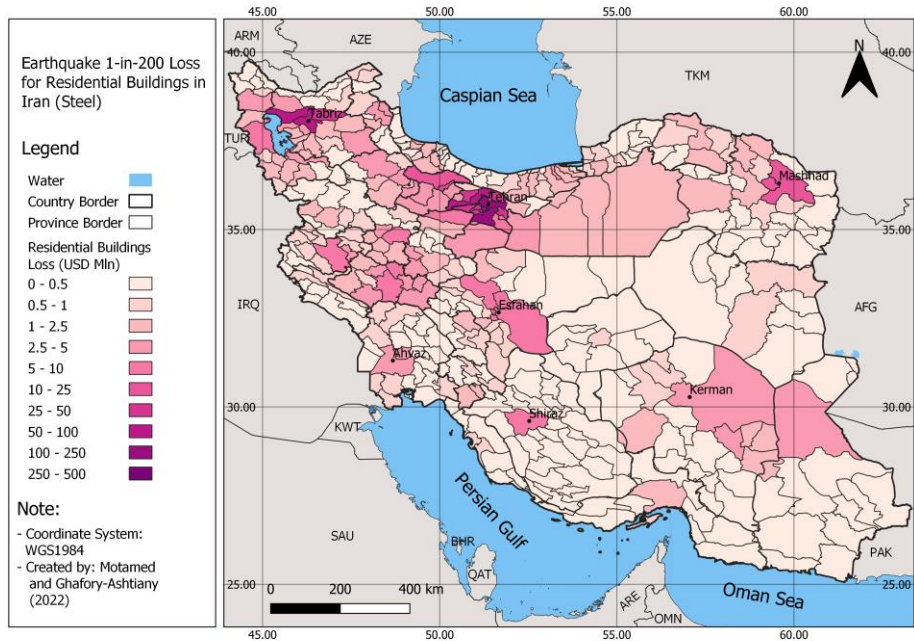 Earthquake 1-in-200 Loss
for Residential Buildings in
Iran (Steel)
Legend
Water
Country Border
Province Border
Residential Buildings
Loss (USD Mln)
0 - 0.5
0.5 - 1
1 - 2.5
2.5 - 5
5 - 10
10 - 25
25 - 50
50 - 100
100 - 250
250 - 500
Note:
- Coordinate System:
WGS1984
- Created by: Motamed
and Ghafory-Ashtiany
(2022)
45.00 50.00 55.00 60.00
ARM
AZE
40.00
40.00
N
TKM
Caspian Sea
Tabriz
TUR
Mashhad
Tehran
35.00
35.00
IRQ
AFG
Esfahan
Ahvaz
Kerman
30.00
30.00
Shiraz
KWT
Persian Gulf
SAU
BHR
PAK
QAT
25.00
25.00
ARE
Oman Sea
OMN
0 200 400 km
45.00 50.00 55.00 60.00